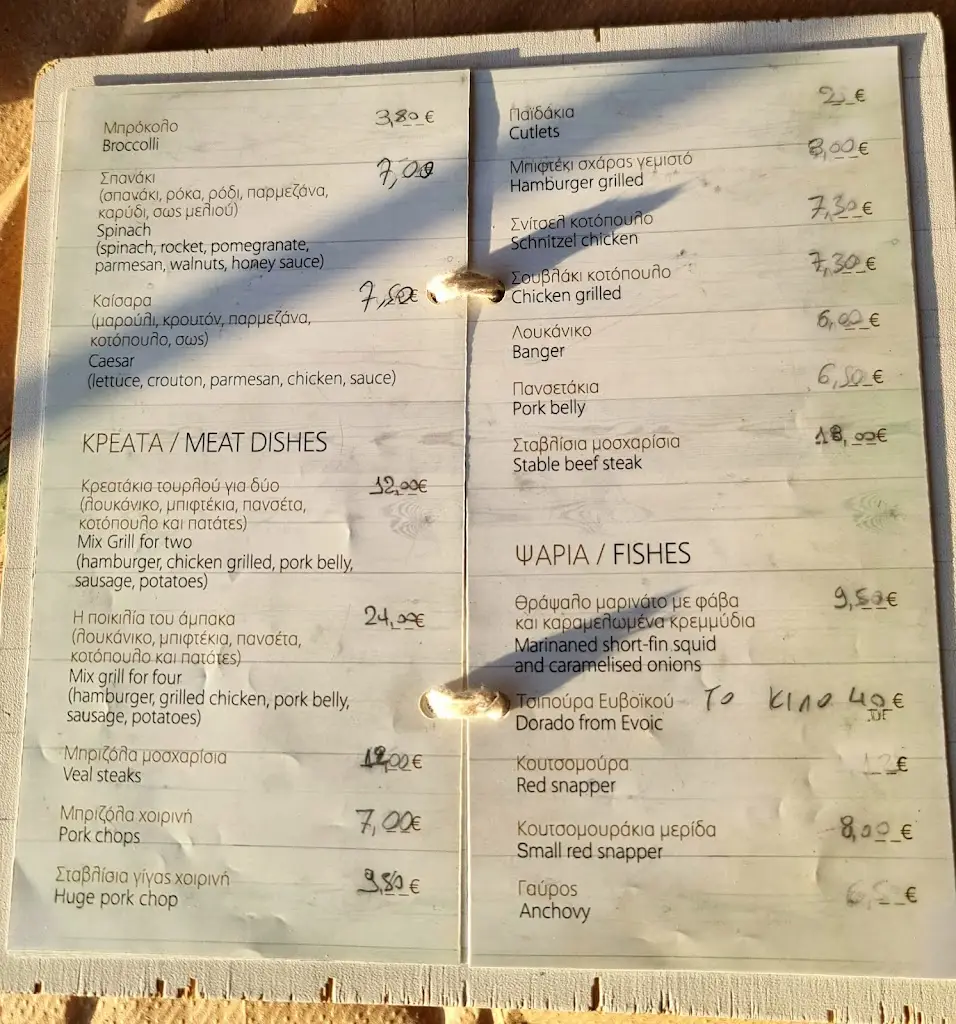 Μπρόκολο 3,80 €
Broccolli
Σπανάκι 7,00
(σπανάκι, ρόκα, ρόδι, παρμεζάνα,
καρύδι, σως μελιού)
Spinach
(spinach, rocket, pomegranate,
parmesan, walnuts, honey sauce)
Καίσαρα 7,50€
(μαρούλι, κρουτόν, παρμεζάνα,
κοτόπουλο, σως)
Caesar
(lettuce, crouton, parmesan, chicken, sauce)
ΚΡΕΑΤΑ / MEAT DISHES
Κρεατάκια τουρλού για δύο 12,00€
(λουκάνικο, μπιφτέκια, πανσέτα,
κοτόπουλο και πατάτες)
Mix Grill for two
(hamburger, chicken grilled, pork belly,
sausage, potatoes)
Η ποικιλία του άμπακα 24,00€
(λουκάνικο, μπιφτέκια, πανσέτα,
κοτόπουλο και πατάτες)
Mix grill for four
(hamburger, grilled chicken, pork belly,
sausage, potatoes)
Μπριζόλα μοσχαρίσια €
Veal steaks
Μπριζόλα χοιρινή 7,00€
Pork chops
Σταβλίσια γίγας χοιρινή 9,80€
Huge pork chop
Παϊδάκια €
Cutlets
Μπιφτέκι σχάρας γεμιστό 8,00€
Hamburger grilled
Σνίτσελ κοτόπουλο 7,30€
Schnitzel chicken
Σουβλάκι κοτόπουλο 7,30€
Chicken grilled
Λουκάνικο 6,00€
Banger
Πανσετάκια 6,50€
Pork belly
Σταβλίσια μοσχαρίσια 18,00€
Stable beef steak
ΨΑΡΙΑ / FISHES
Θράψαλο μαρινάτο με φάβα 9,50€
και καραμελωμένα κρεμμύδια
Marinaned short-fin squid
and caramelised onions
Τσιπούρα Ευβοϊκού ΤΟ ΚΙΛΟ 40 €
Dorado from Evoic
Κουτσομούρα €
Red snapper
Κουτσομουράκια μερίδα 8,00 €
Small red snapper
Γαύρος €
Anchovy